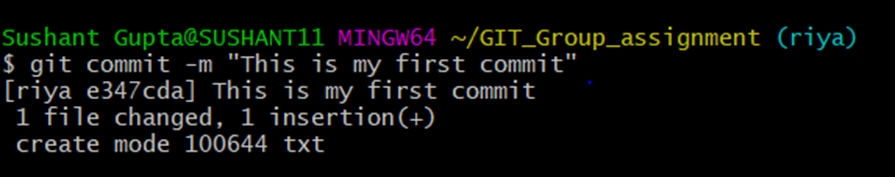 Sushant Gupta@SUSHANT11 MINGW64 ~/GIT_Group_assignment (riya)
$ git commit -m "This is my first commit"
[riya e347cda] This is my first commit
 1 file changed, 1 insertion(+)
 create mode 100644 txt